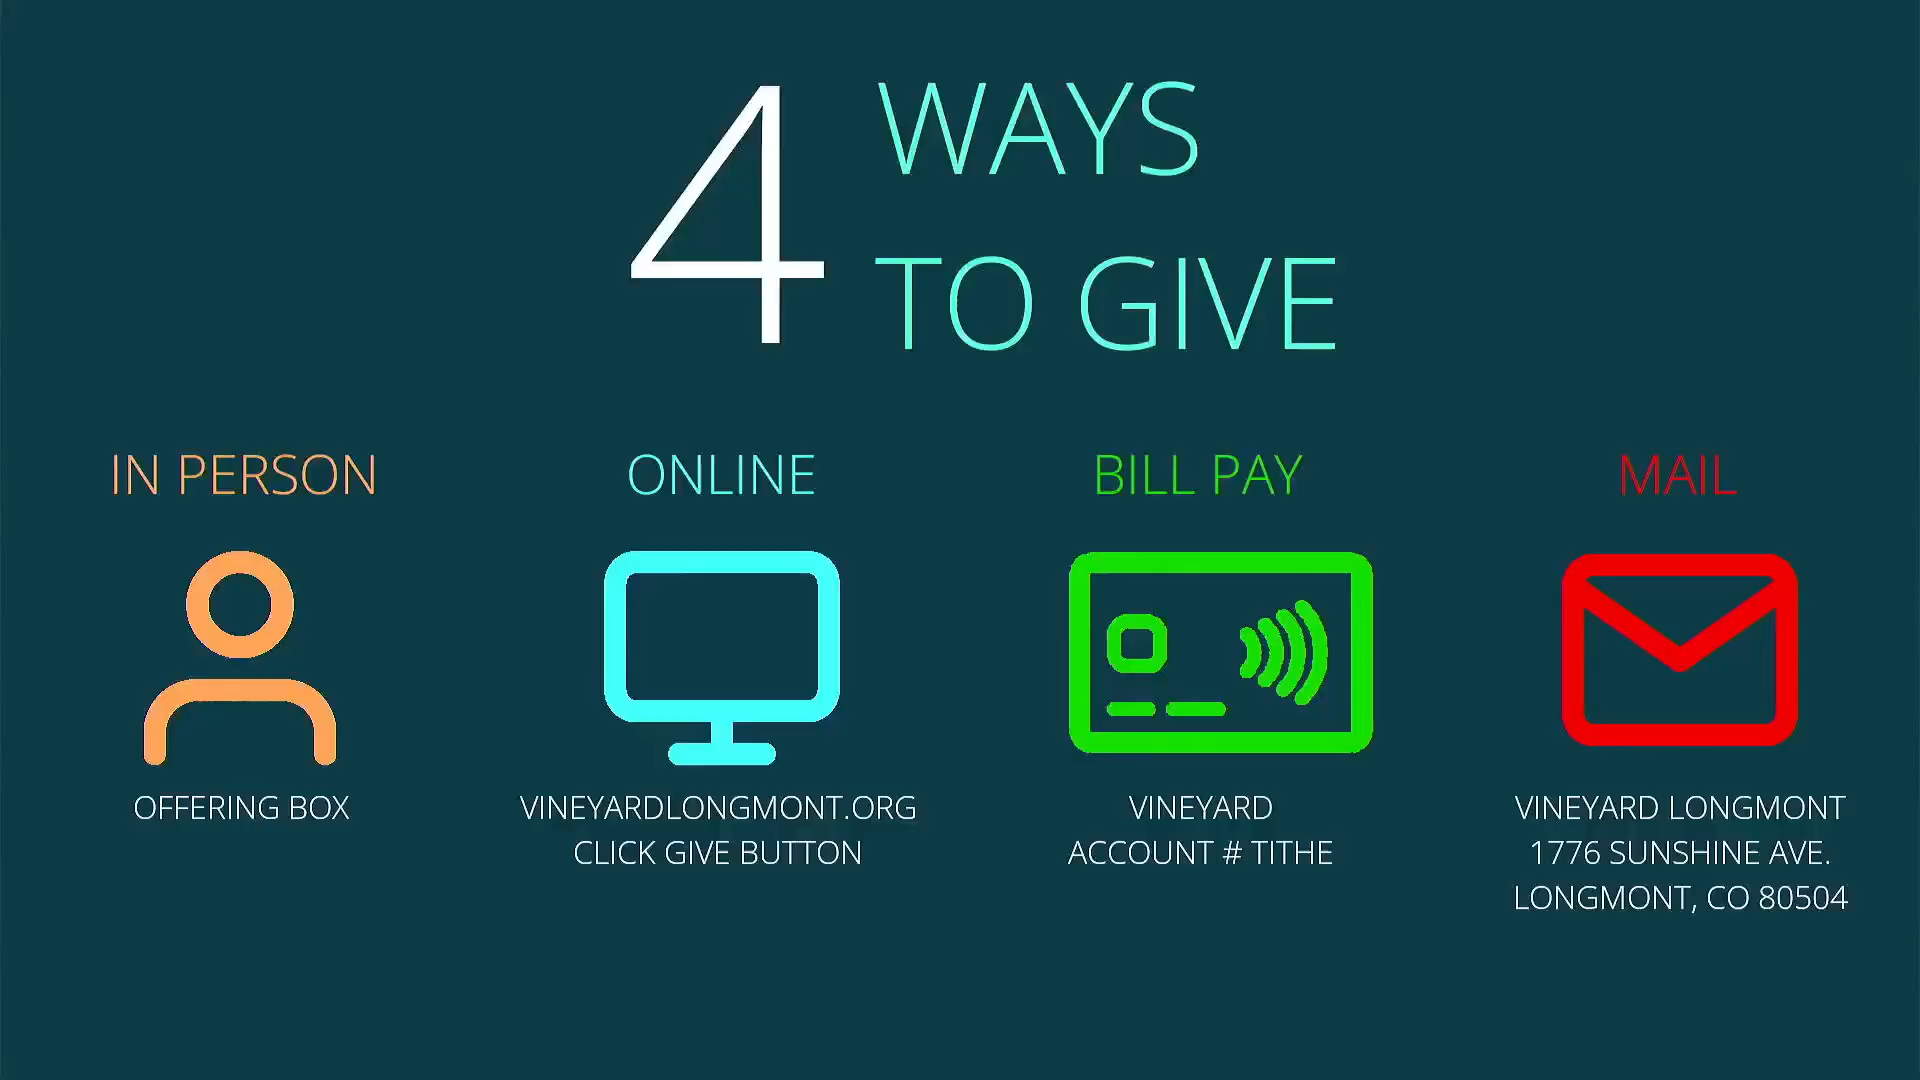 4 WAYS
TO GIVE
IN PERSON
OFFERING BOX
ONLINE
VINEYARDLONGMONT.ORG
CLICK GIVE BUTTON
BILL PAY
VINEYARD
ACCOUNT # TITHE
MAIL
VINEYARD LONGMONT
1776 SUNSHINE AVE.
LONGMONT, CO 80504